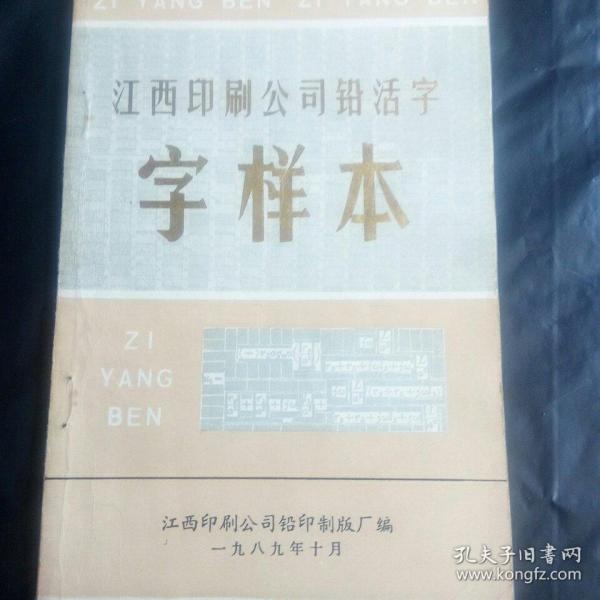 ZI YANG BEN ZI YANG BEN
江西印刷公司铅活字
字样本
ZI
YANG
BEN
江西印刷公司铅印制版厂编
一九八九年十月
孔夫子旧书网
www.kongfz.com